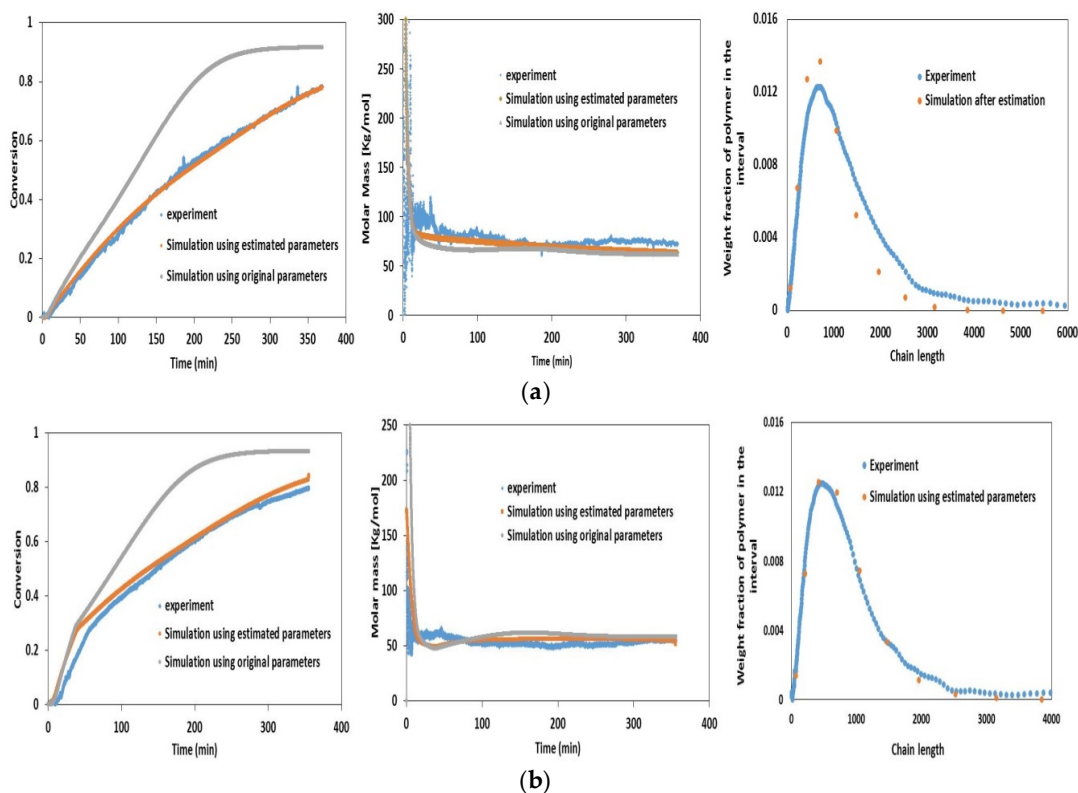 1
0.8
0.6
0.4
0.2
0
Conversion
experiment
Simulation using estimated parameters
Simulation using original parameters
0 50 100 150 200 250 300 350 400
Time (min)
300
250
200
150
100
50
0
Molar Mass [Kg/mol]
experiment
Simulation using estimated parameters
Simulation using original parameters
0 100 200 300 400
Time (min)
0.016
0.012
0.008
0.004
0
Weight fraction of polymer in the
interval
Experiment
Simulation after estimation
0 1000 2000 3000 4000 5000 6000
Chain length
(a)
1
0.8
0.6
0.4
0.2
0
Conversion
experiment
Simulation using estimated parameters
Simulation using original parameters
0 100 200 300 400
Time (min)
250
200
150
100
50
0
Molar mass [Kg/mol]
experiment
Simulation using estimated parameters
Simulation using original parameters
0 100 200 300 400
Time (min)
0.016
0.012
0.008
0.004
0
Weight fraction of polymer in the
interval
Experiment
Simulation using estimated parameters
0 1000 2000 3000 4000
Chain length
(b)